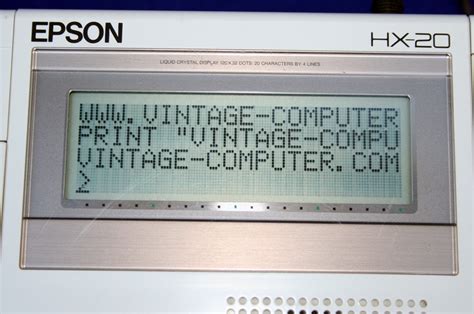 EPSON
HX-20
LIQUID CRYSTAL DISPLAY 120 X 32 DOTS: 20 CHARACTERS BY 4 LINES
WWW.VINTAGE-COMPUTER
PRINT "VINTAGE-COMPU
VINTAGE-COMPUTER.COM
>